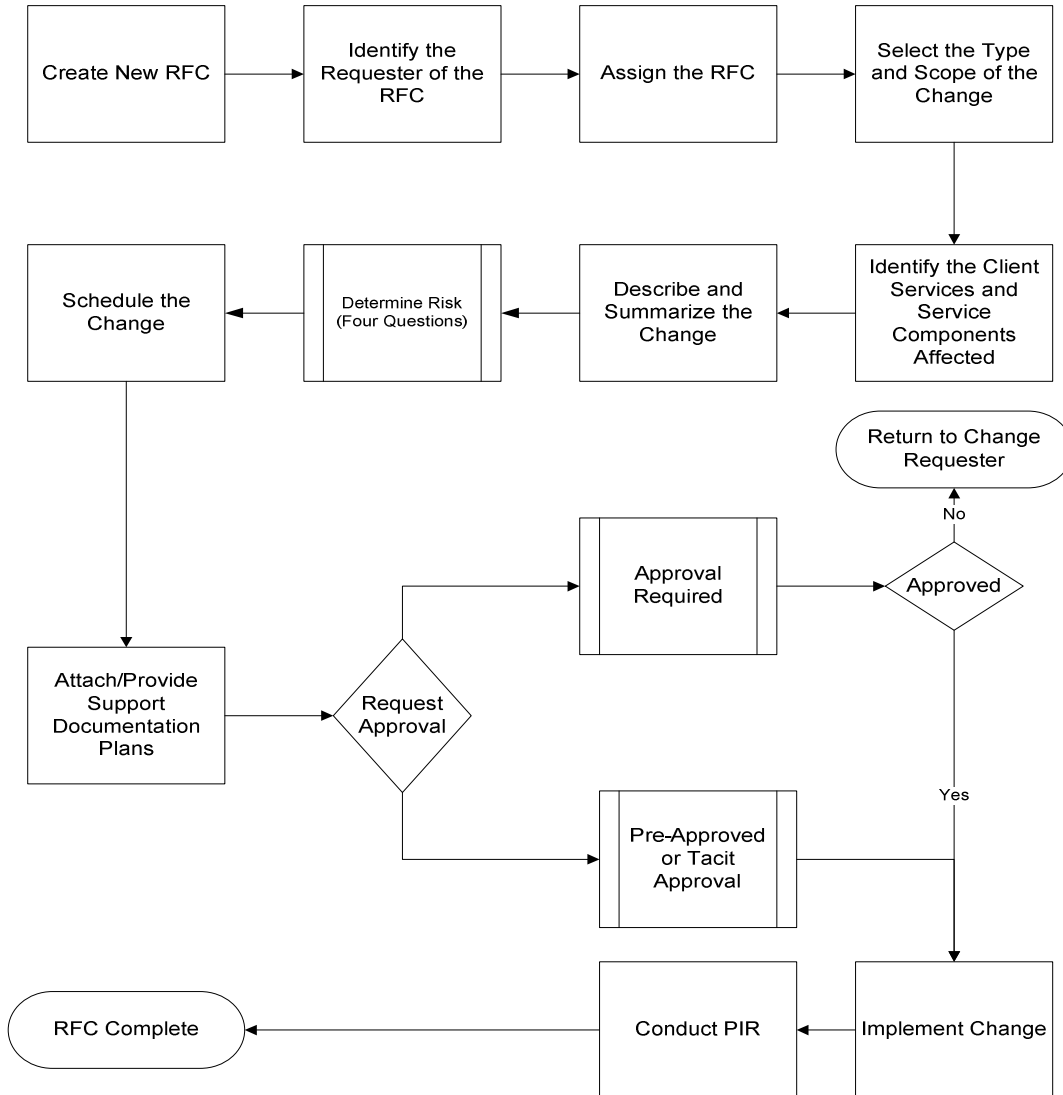 Create New RFC
Identify the
Requester of the
RFC
Assign the RFC
Select the Type
and Scope of the
Change
Schedule the
Change
Determine Risk
(Four Questions)
Describe and
Summarize the
Change
Identify the Client
Services and
Service
Components
Affected
Return to Change
Requester
No
Approval
Required
Approved
Attach/Provide
Support
Documentation
Plans
Request
Approval
Yes
Pre-Approved
or Tacit
Approval
RFC Complete
Conduct PIR
Implement Change